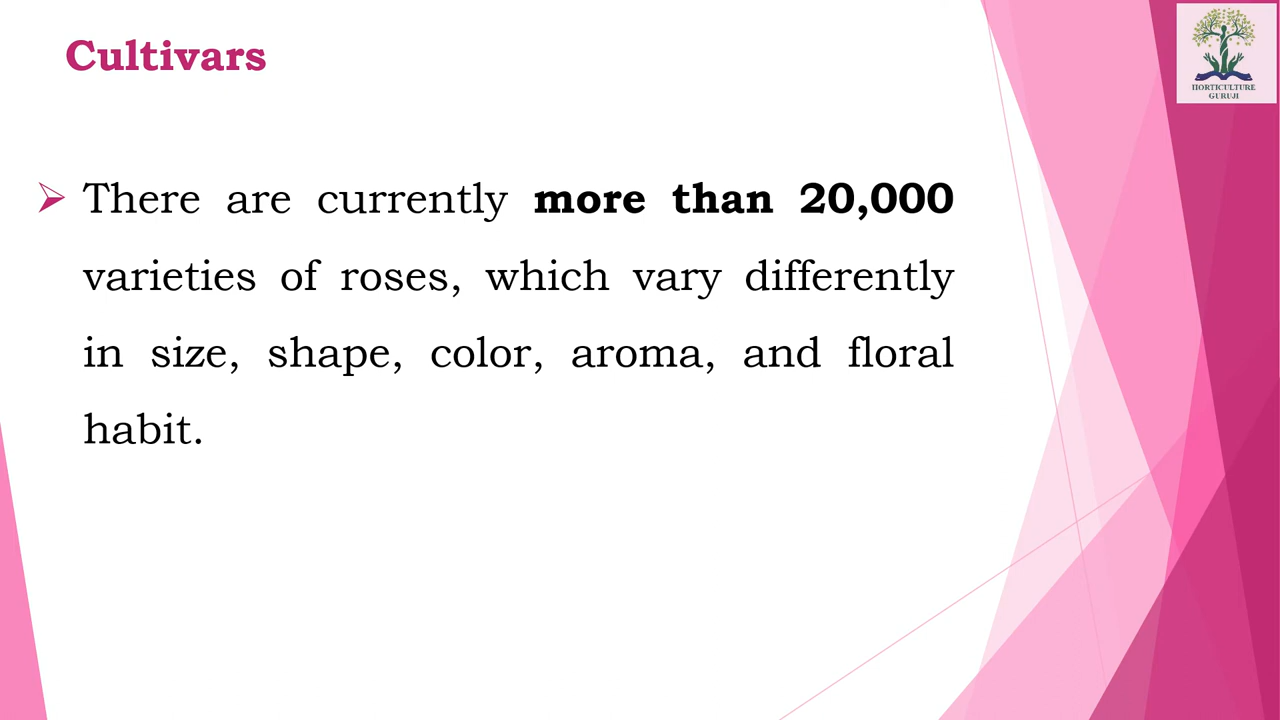 Cultivars
HORTICULTURE
GURUJI
There are currently more than 20,000
varieties of roses, which vary differently
in size, shape, color, aroma, and floral
habit.